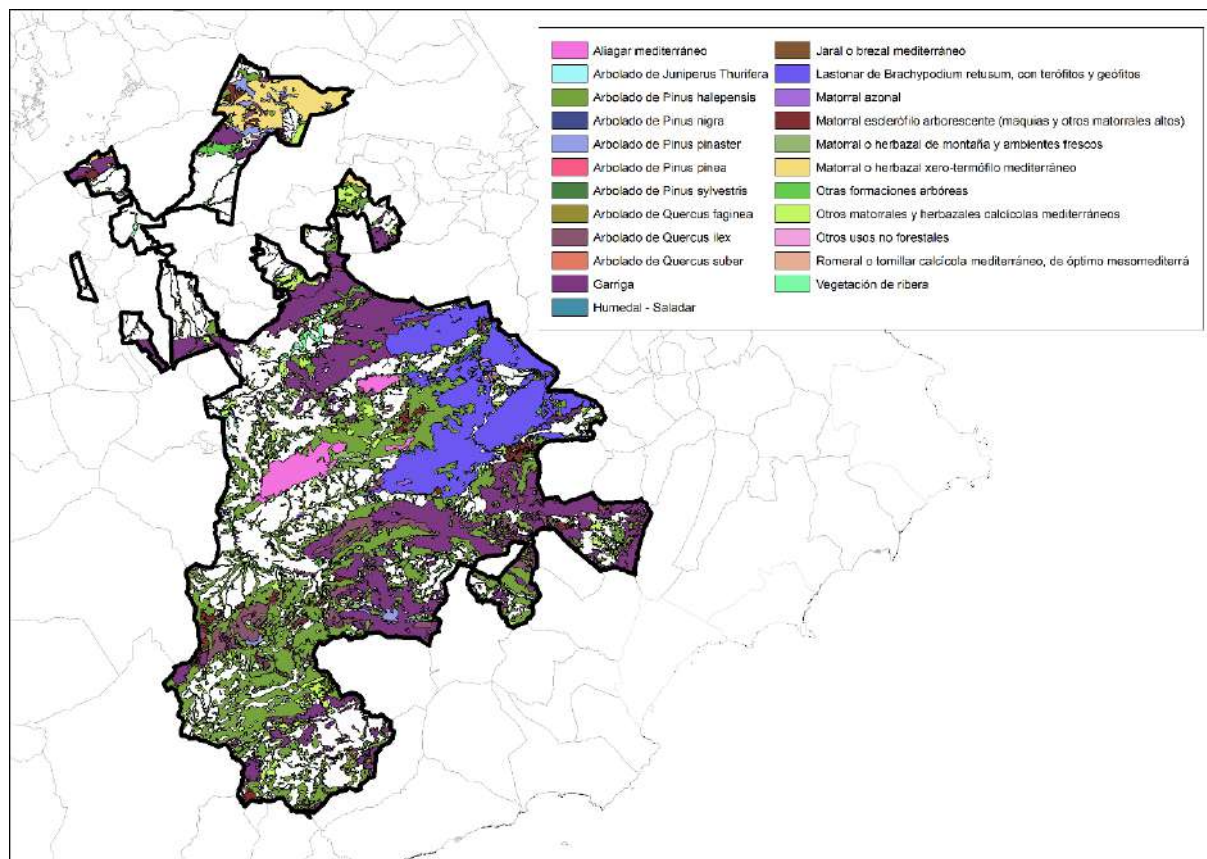 Aliagar mediterráneo
Arbolado de Juniperus Thurifera
Arbolado de Pinus halepensis
Arbolado de Pinus nigra
Arbolado de Pinus pinaster
Arbolado de Pinus pinea
Arbolado de Pinus sylvestris
Arbolado de Quercus faginea
Arbolado de Quercus ilex
Arbolado de Quercus suber
Garriga
Humedal - Saladar
Jaral o brezal mediterráneo
Lastonar de Brachypodium retusum, con terófitos y geófitos
Matorral azonal
Matorral esclerófilo arborescente (maquias y otros matorrales altos)
Matorral o herbazal de montaña y ambientes frescos
Matorral o herbazal xero-termófilo mediterráneo
Otras formaciones arbóreas
Otros matorrales y herbazales calcícolas mediterráneos
Otros usos no forestales
Romeral o tomillar calcícola mediterráneo, de óptimo mesomediterrá
Vegetación de ribera